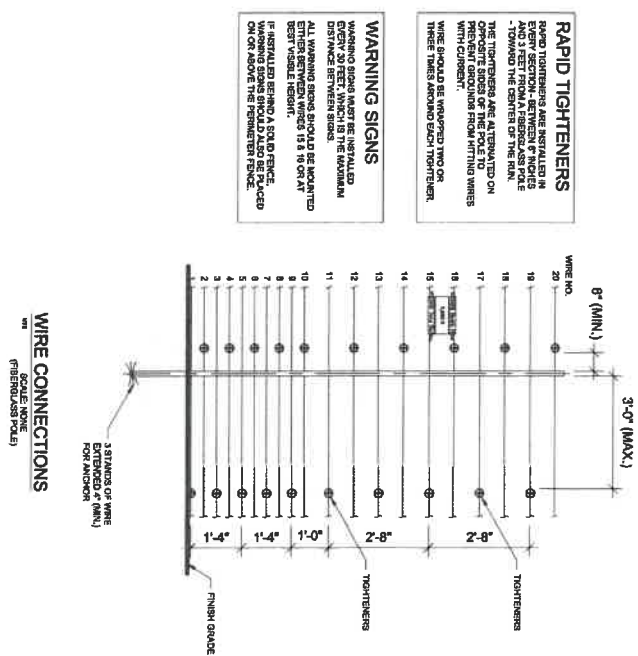 RAPID TIGHTENERS
RAPID TIGHTENERS ARE INSTALLED IN
EVERY SECTION - BETWEEN 6" INCHES
AND 3 FEET FROM A FIBERGLASS POLE
- TOWARD THE CENTER OF THE RUN.
THE TIGHTENERS ARE ALTERNATED ON
OPPOSITE SIDES OF THE POLE TO
PREVENT GROUNDS FROM HITTING WIRES
WITH CURRENT.
WIRE SHOULD BE WRAPPED TWO OR
THREE TIMES AROUND EACH TIGHTENER.
WARNING SIGNS
WARNING SIGNS MUST BE INSTALLED
EVERY 30 FEET, WHICH IS THE MAXIMUM
DISTANCE BETWEEN SIGNS.
ALL WARNING SIGNS SHOULD BE MOUNTED
EITHER BETWEEN WIRES 15 & 16 OR AT
BEST VISIBLE HEIGHT.
IF INSTALLED BEHIND A SOLID FENCE,
WARNING SIGNS SHOULD ALSO BE PLACED
ON OR ABOVE THE PERIMETER FENCE.
6" (MIN.)
3'-0" (MAX.)
WIRE NO.
20
19
18
17
16
15
14
13
12
11
10
9
8
7
6
5
4
3
2
1
2'-8"
2'-8"
1'-0"
1'-4"
1'-4"
TIGHTENERS
TIGHTENERS
FINISH GRADE
3 STANDS OF WIRE
EXTENDED 4" (MIN.)
FOR ANCHOR
WIRE CONNECTIONS
SCALE: NONE
(FIBERGLASS POLE)